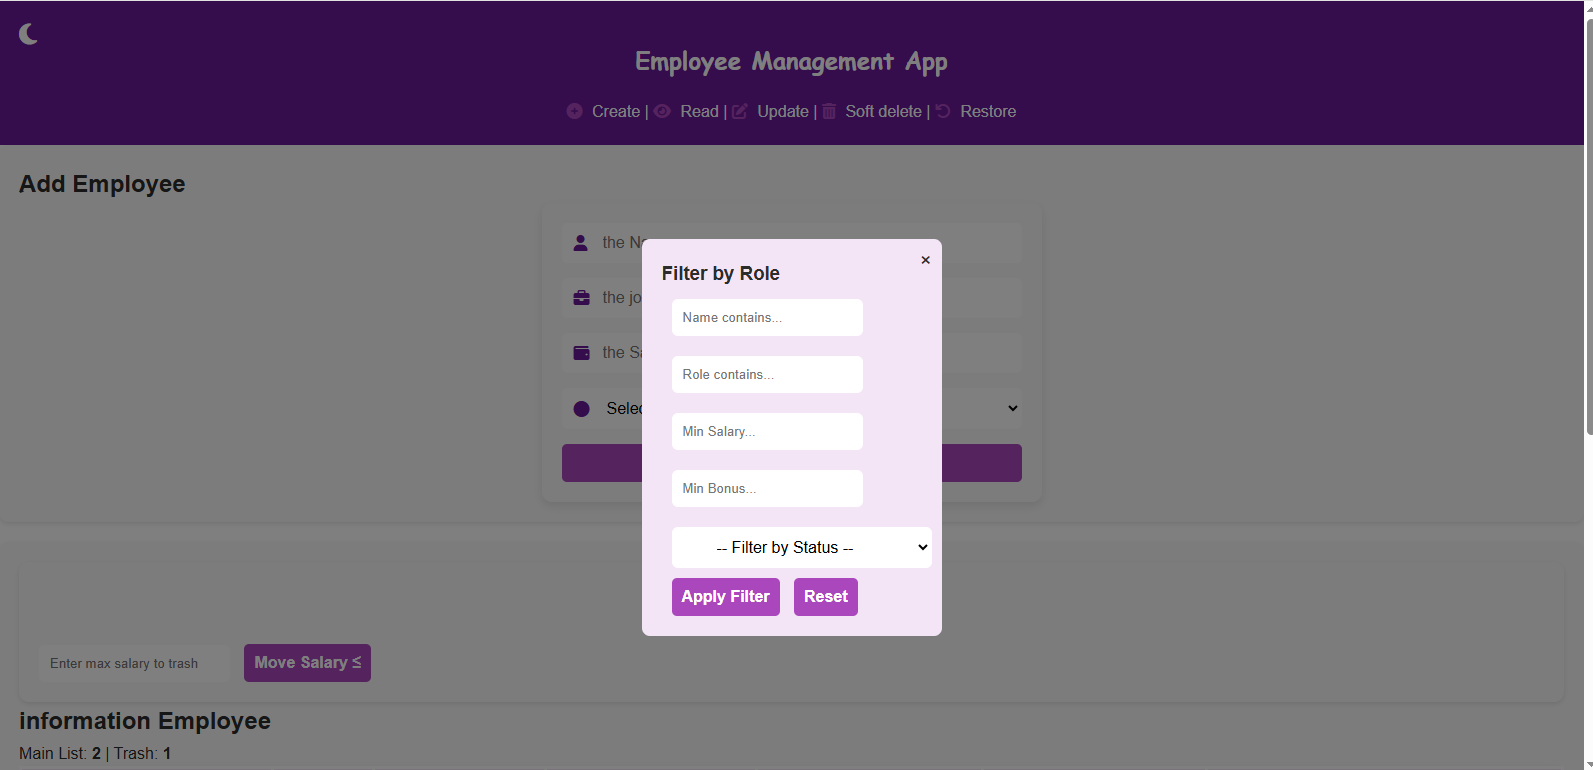 Employee Management App
Create | Read | Update | Soft delete | Restore
Add Employee
the Na
the jo
the Sa
Selec
×
Filter by Role
Name contains...
Role contains...
Min Salary...
Min Bonus...
-- Filter by Status --
Apply Filter Reset
Enter max salary to trash Move Salary ≤
information Employee
Main List: 2 | Trash: 1